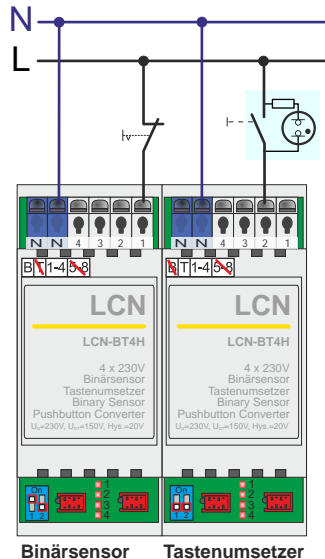 N
L
N N 4 3 2 1 N N 4 3 2 1
B T 1-4 5-8 B T 1-4 5-8
LCN LCN
LCN-BT4H LCN-BT4H
4 x 230V 4 x 230V
Binärsensor Binärsensor
Tastenumsetzer Tastenumsetzer
Binary Sensor Binary Sensor
Pushbutton Converter Pushbutton Converter
On 1 2 1 2 3 4 On 1 2 1 2 3 4
Binärsensor Tastenumsetzer